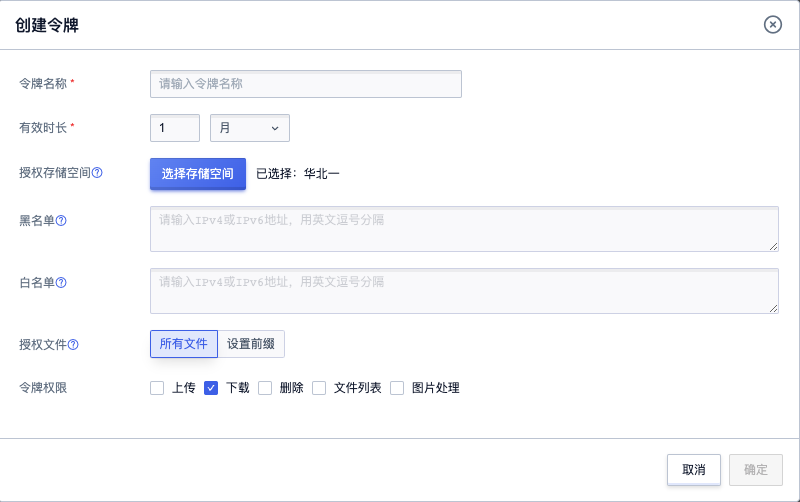 创建令牌
令牌名称 * 请输入令牌名称
有效时长 * 1 月
授权存储空间 选择存储空间 已选择：华北一
黑名单 请输入IPv4或IPv6地址，用英文逗号分隔
白名单 请输入IPv4或IPv6地址，用英文逗号分隔
授权文件 所有文件 设置前缀
令牌权限 上传 下载 删除 文件列表 图片处理
取消 确定